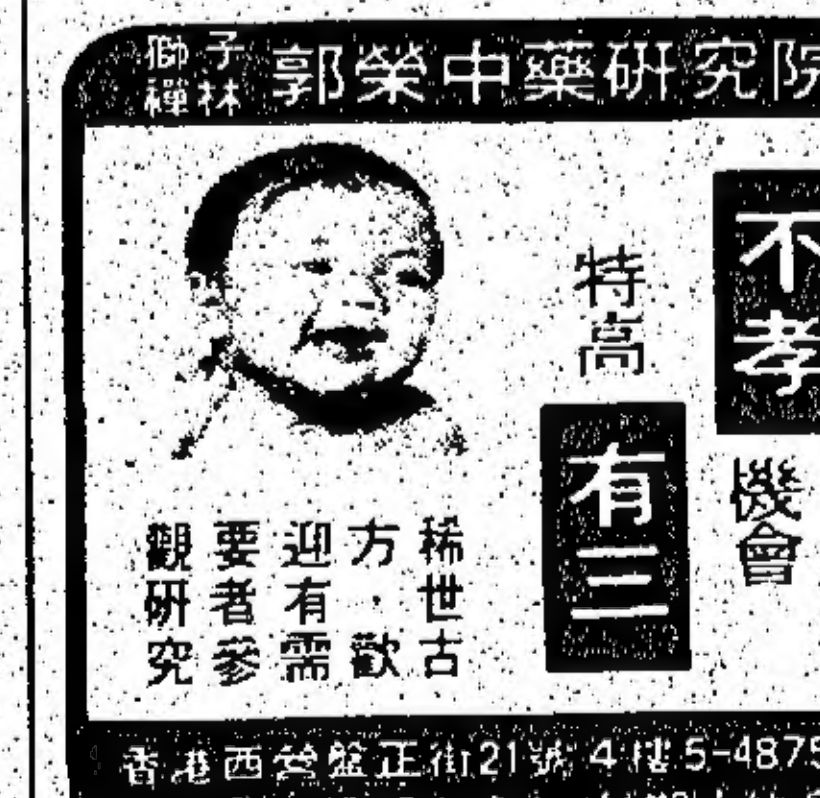 獅子
禪林
郭榮中藥研究院
不孝
機會
特高
有三
稀世古
方·歡
迎有需
要者參
觀研究
香港西營盤正街21號4樓5-4875